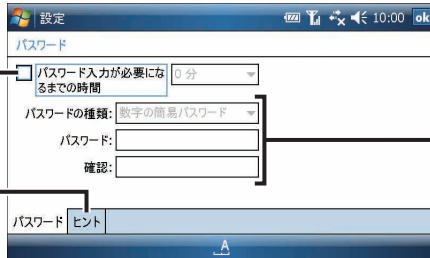 設定 10:00 ok
パスワード
パスワード入力が必要にな
るまでの時間 0 分
パスワードの種類: 数字の簡易パスワード
パスワード:
確認:
パスワード ヒント
A